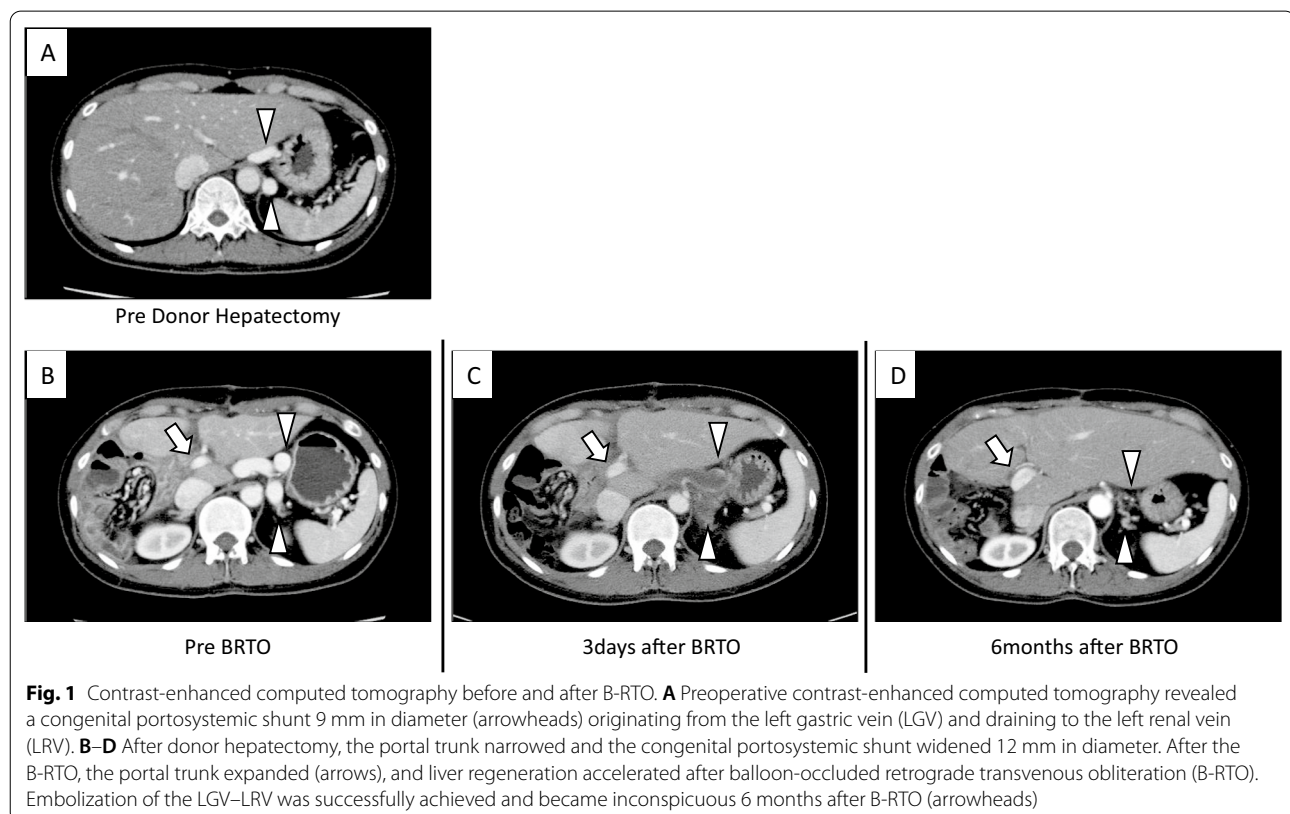 A
Pre Donor Hepatectomy
B
C
D
Pre BRTO
3days after BRTO
6months after BRTO
Fig. 1 Contrast-enhanced computed tomography before and after B-RTO. A Preoperative contrast-enhanced computed tomography revealed
a congenital portosystemic shunt 9 mm in diameter (arrowheads) originating from the left gastric vein (LGV) and draining to the left renal vein
(LRV). B–D After donor hepatectomy, the portal trunk narrowed and the congenital portosystemic shunt widened 12 mm in diameter. After the
B-RTO, the portal trunk expanded (arrows), and liver regeneration accelerated after balloon-occluded retrograde transvenous obliteration (B-RTO).
Embolization of the LGV–LRV was successfully achieved and became inconspicuous 6 months after B-RTO (arrowheads)